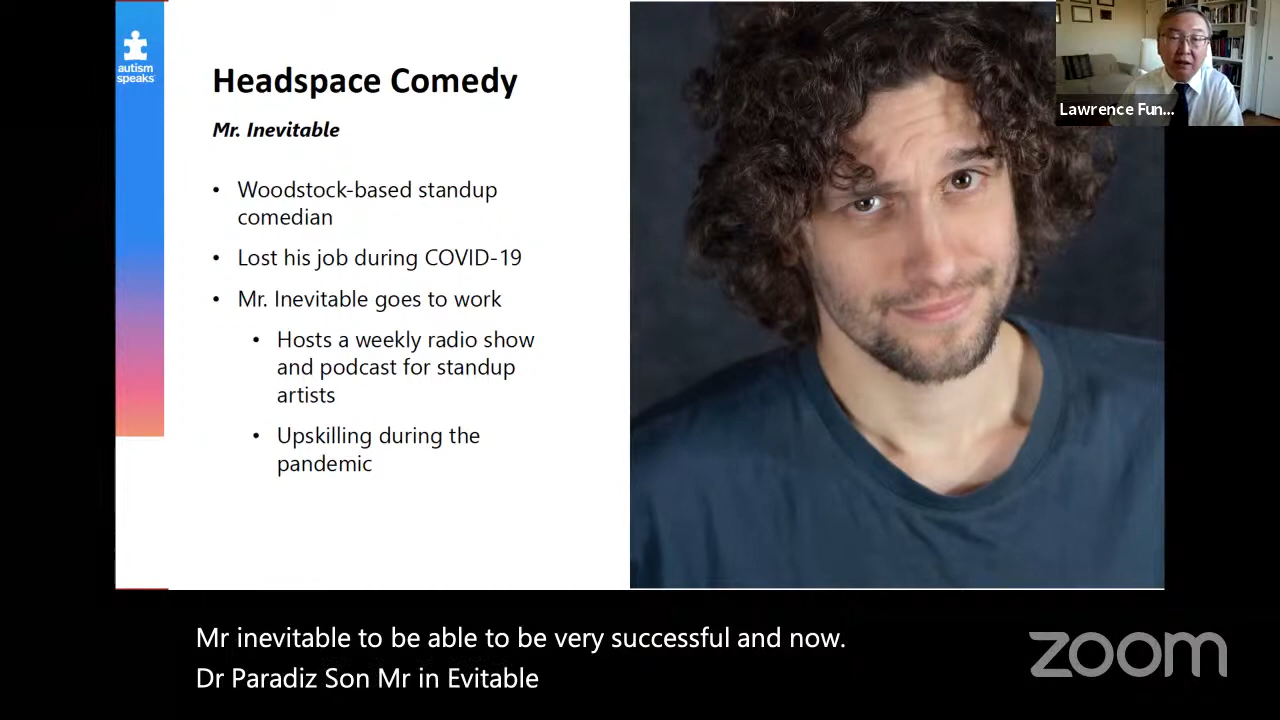 autism
speaks
Headspace Comedy
Mr. Inevitable
• Woodstock-based standup
comedian
• Lost his job during COVID-19
• Mr. Inevitable goes to work
• Hosts a weekly radio show
and podcast for standup
artists
• Upskilling during the
pandemic
Lawrence Fun...
Mr inevitable to be able to be very successful and now.
Dr Paradiz Son Mr in Evitable
zoom